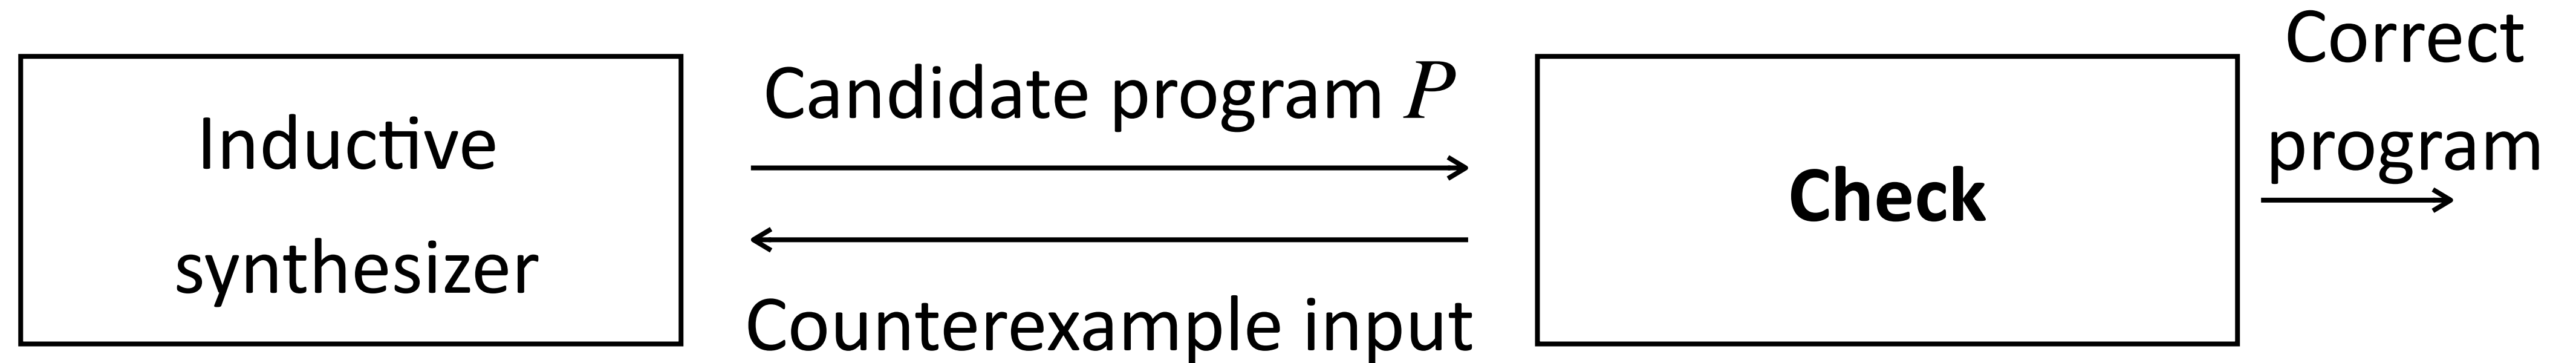 Inductive
synthesizer
Candidate program P
Counterexample input
Check
Correct
program